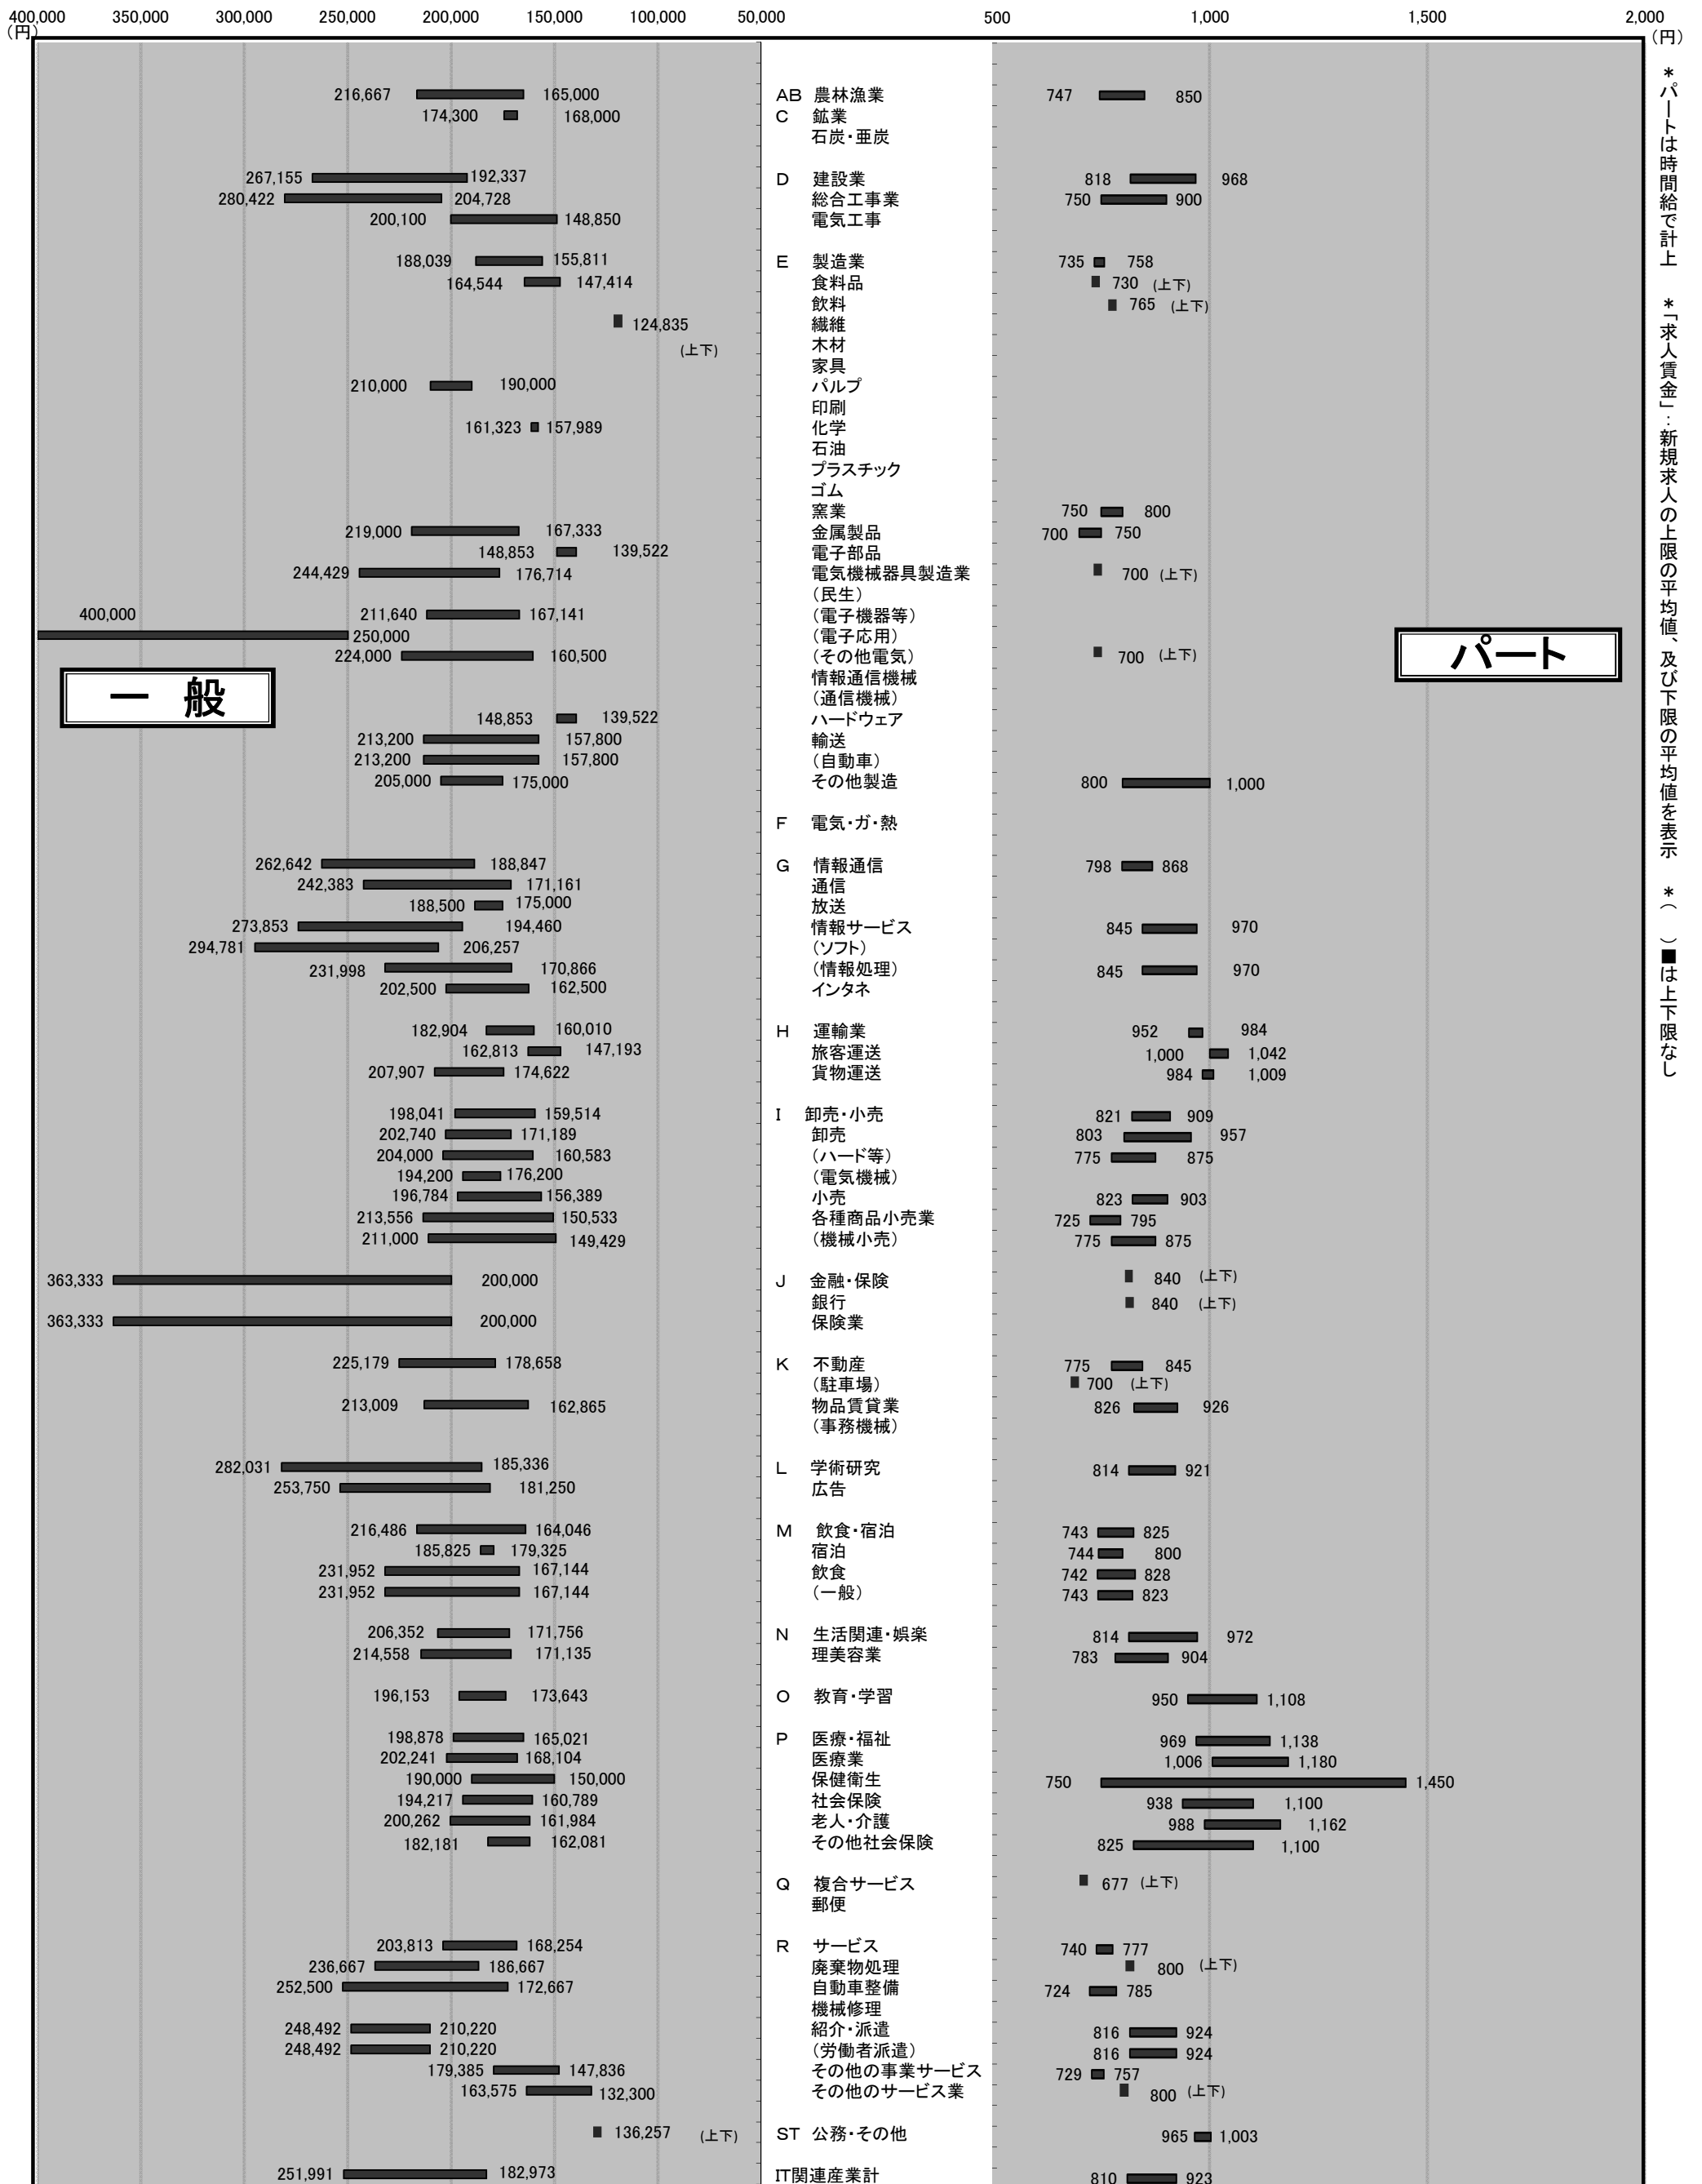 400,000 350,000 300,000 250,000 200,000 150,000 100,000 50,000 500 1,000 1,500 2,000
(円) (円)
216,667 165,000 AB 農林漁業 747 850
174,300 168,000 C 鉱業
石炭・亜炭
267,155 192,337 D 建設業 818 968
280,422 204,728 総合工事業 750 900
200,100 148,850 電気工事
188,039 155,811 E 製造業 735 758
164,544 147,414 食料品 730 (上下)
飲料 765 (上下)
124,835 繊維
(上下) 木材
家具
210,000 190,000 パルプ
印刷
161,323 157,989 化学
石油
プラスチック
ゴム
窯業 750 800
219,000 167,333 金属製品 700 750
148,853 139,522 電子部品
244,429 176,714 電気機械器具製造業 700 (上下)
(民生)
400,000 211,640 167,141 (電子機器等)
250,000 (電子応用)
224,000 160,500 (その他電気) 700 (上下)
パート
情報通信機械
一 般
(通信機械)
148,853 139,522 ハードウェア
213,200 157,800 輸送
213,200 157,800 (自動車)
205,000 175,000 その他製造 800 1,000
F 電気・ガ・熱
262,642 188,847 G 情報通信 798 868
242,383 171,161 通信
188,500 175,000 放送
273,853 194,460 情報サービス 845 970
294,781 206,257 (ソフト)
231,998 170,866 (情報処理) 845 970
202,500 162,500 インタネ
182,904 160,010 H 運輸業 952 984
162,813 147,193 旅客運送 1,000 1,042
207,907 174,622 貨物運送 984 1,009
198,041 159,514 I 卸売・小売 821 909
202,740 171,189 卸売 803 957
204,000 160,583 (ハード等) 775 875
194,200 176,200 (電気機械)
196,784 156,389 小売 823 903
213,556 150,533 各種商品小売業 725 795
211,000 149,429 (機械小売) 775 875
363,333 200,000 J 金融・保険 840 (上下)
銀行 840 (上下)
363,333 200,000 保険業
225,179 178,658 K 不動産 775 845
(駐車場) 700 (上下)
213,009 162,865 物品賃貸業 826 926
(事務機械)
282,031 185,336 L 学術研究 814 921
253,750 181,250 広告
216,486 164,046 M 飲食・宿泊 743 825
185,825 179,325 宿泊 744 800
231,952 167,144 飲食 742 828
231,952 167,144 (一般) 743 823
206,352 171,756 N 生活関連・娯楽 814 972
214,558 171,135 理美容業 783 904
196,153 173,643 O 教育・学習 950 1,108
198,878 165,021 P 医療・福祉 969 1,138
202,241 168,104 医療業 1,006 1,180
190,000 150,000 保健衛生 750 1,450
194,217 160,789 社会保険 938 1,100
200,262 161,984 老人・介護 988 1,162
182,181 162,081 その他社会保険 825 1,100
Q 複合サービス 677 (上下)
郵便
203,813 168,254 R サービス 740 777
236,667 186,667 廃棄物処理 800 (上下)
252,500 172,667 自動車整備 724 785
機械修理
248,492 210,220 紹介・派遣 816 924
248,492 210,220 (労働者派遣) 816 924
179,385 147,836 その他の事業サービス 729 757
163,575 132,300 その他のサービス業 800 (上下)
136,257 (上下) ST 公務・その他 965 1,003
251,991 182,973 IT関連産業計 810 923
*パートは時間給で計上 *「求人賃金」:新規求人の上限の平均値、及び下限の平均値を表示 *( )■は上下限なし